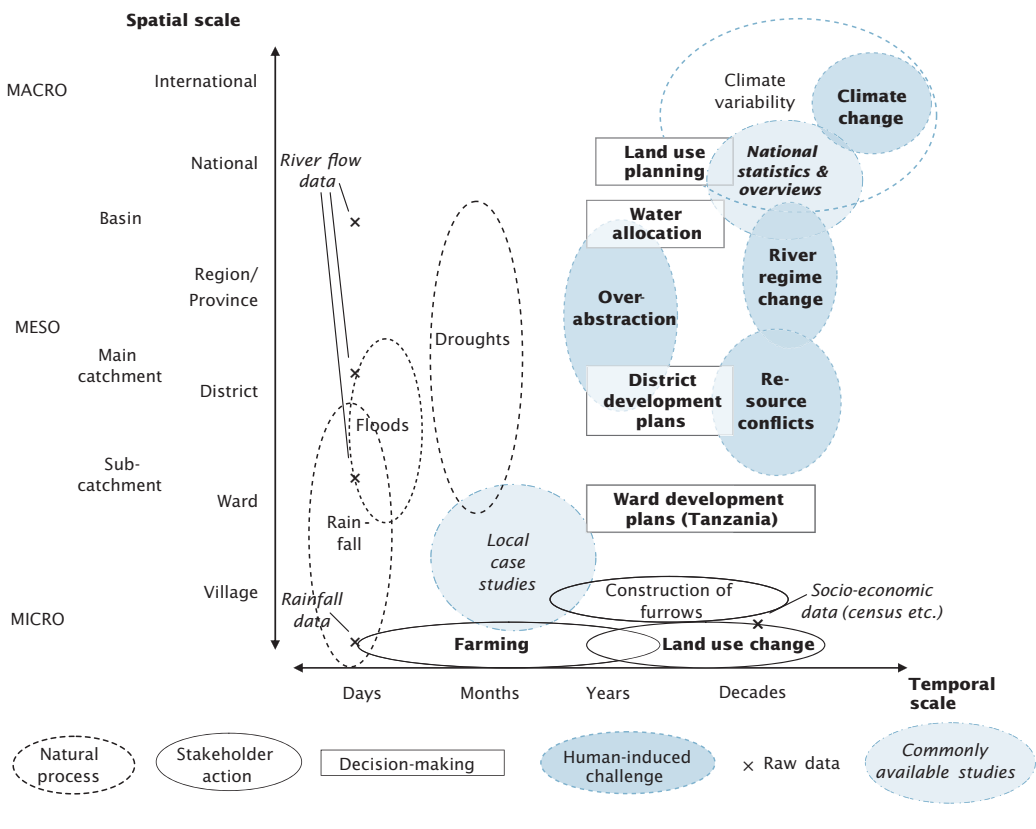 Spatial scale
MACRO
International
National
Basin
Region/
Province
MESO
Main
catchment
District
Sub-
catchment
Ward
Village
MICRO
River flow
data
Rainfall
data
Droughts
Floods
Rain-
fall
Local
case
studies
Climate
variability
Climate
change
Land use
planning
National
statistics &
overviews
Water
allocation
River
regime
change
Over-
abstraction
District
development
plans
Re-
source
conflicts
Ward development
plans (Tanzania)
Construction of
furrows
Socio-economic
data (census etc.)
Farming
Land use change
Days
Months
Years
Decades
Temporal
scale
Natural
process
Stakeholder
action
Decision-making
Human-induced
challenge
Raw data
Commonly
available studies